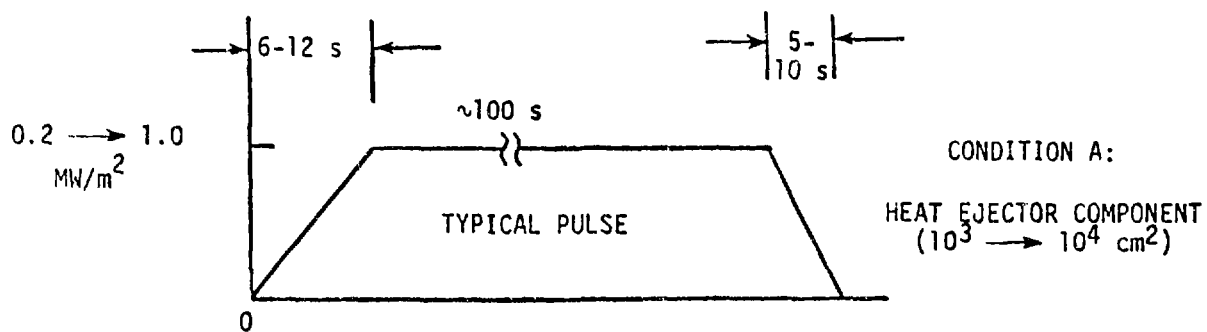 6-12 s
5-
10 s
~100 s
0.2 → 1.0
MW/m²
CONDITION A:
TYPICAL PULSE
HEAT EJECTOR COMPONENT
(10³ → 10⁴ cm²)
0